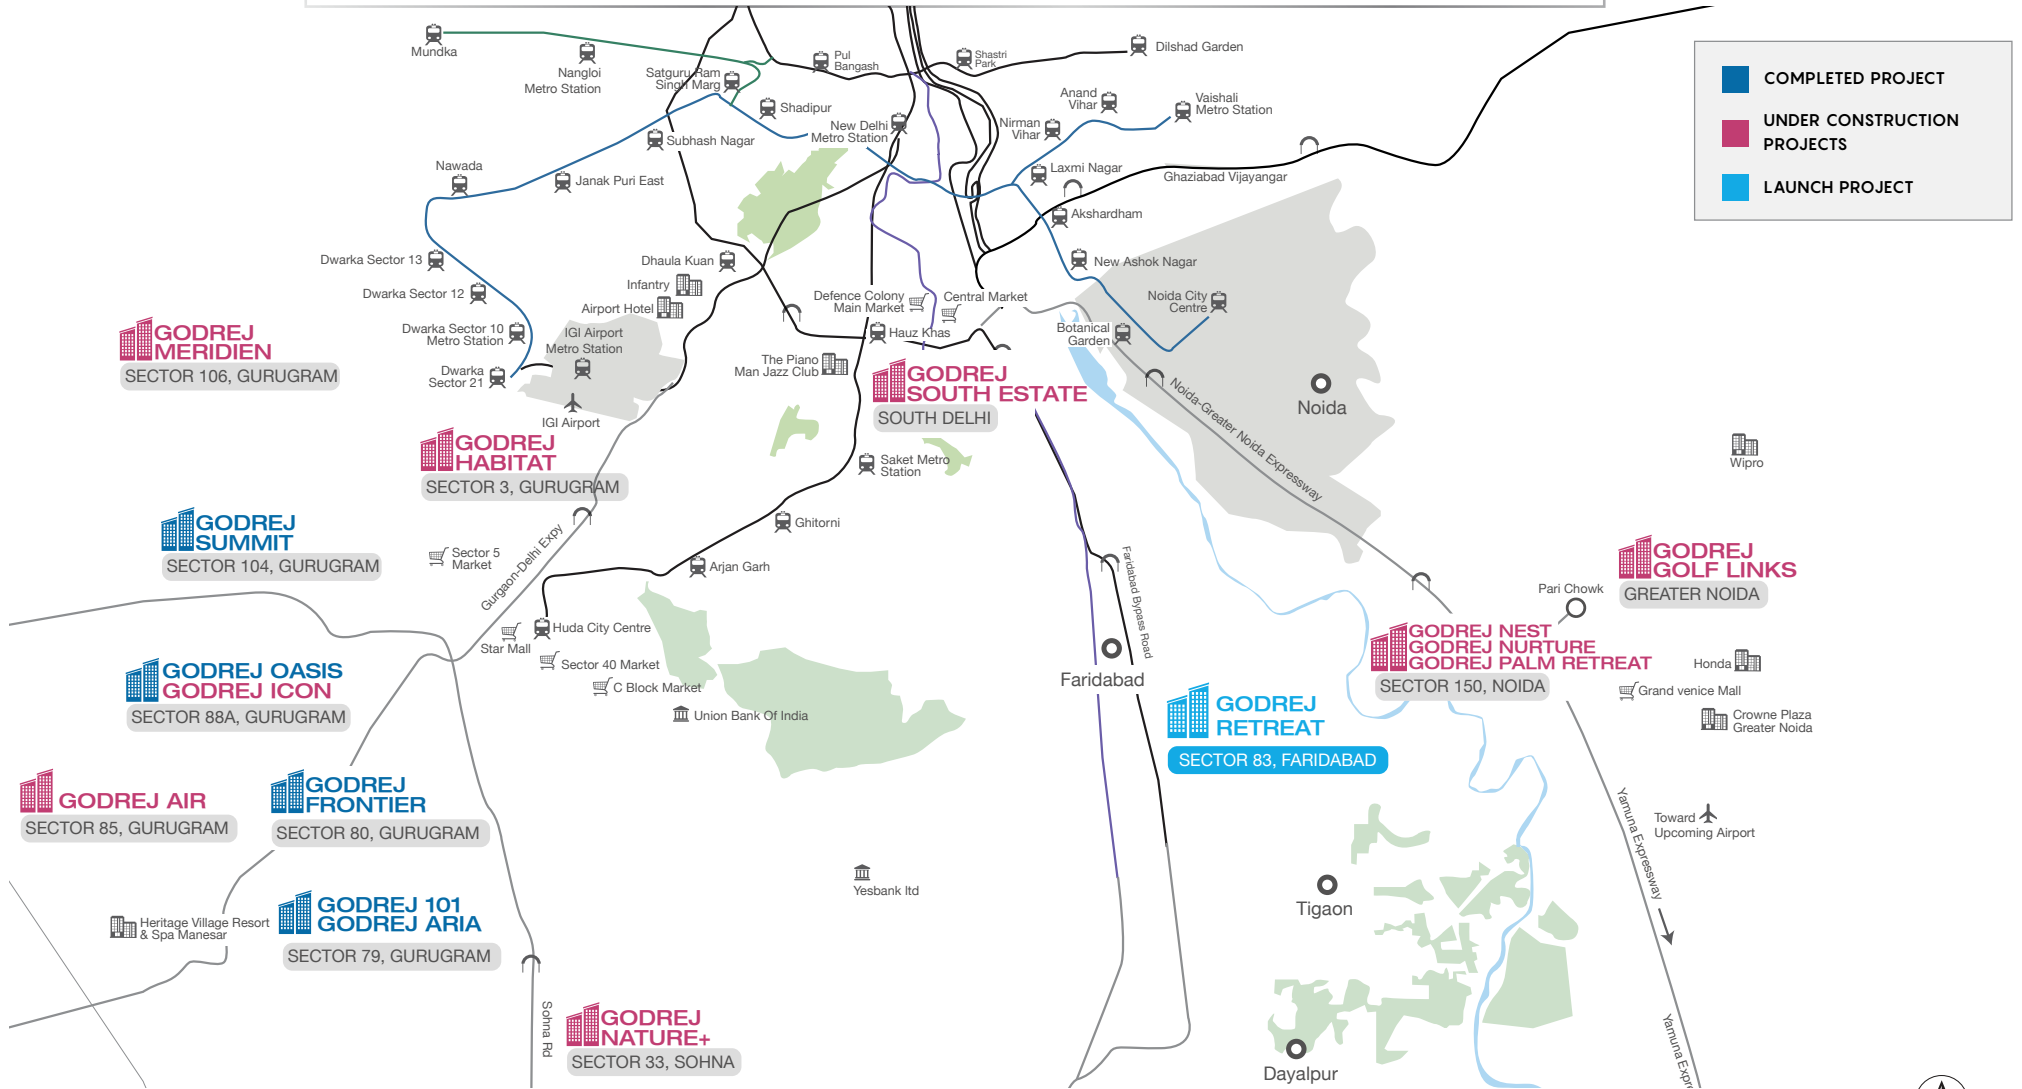 Mundka
Nangloi
Metro Station
Satguru Ram
Singh Marg
Pul
Bangash
Shastri
Park
Dilshad Garden
COMPLETED PROJECT
UNDER CONSTRUCTION
PROJECTS
LAUNCH PROJECT
Shadipur
Anand
Vihar
Vaishali
Metro Station
New Delhi
Metro Station
Nirman
Vihar
Subhash Nagar
Nawada
Janak Puri East
Laxmi Nagar
Ghaziabad Vijayangar
Akshardham
Dwarka Sector 13
Dhaula Kuan
New Ashok Nagar
Infantry
Dwarka Sector 12
Airport Hotel
Defence Colony
Main Market
Central Market
Noida City
Centre
Dwarka Sector 10
Metro Station
IGI Airport
Metro Station
Hauz Khas
Botanical
Garden
GODREJ
MERIDIEN
SECTOR 106, GURUGRAM
Dwarka
Sector 21
The Piano
Man Jazz Club
GODREJ
SOUTH ESTATE
SOUTH DELHI
Noida-Greater Noida Expressway
Noida
IGI Airport
GODREJ
HABITAT
SECTOR 3, GURUGRAM
Saket Metro
Station
Wipro
GODREJ
SUMMIT
SECTOR 104, GURUGRAM
Sector 5
Market
Gurgaon-Delhi Expy
Ghitorni
Arjan Garh
Faridabad Bypass Road
GODREJ
GOLF LINKS
GREATER NOIDA
Pari Chowk
Huda City Centre
Star Mall
Sector 40 Market
C Block Market
Union Bank Of India
Faridabad
GODREJ NEST
GODREJ NURTURE
GODREJ PALM RETREAT
SECTOR 150, NOIDA
Honda
Grand venice Mall
Crowne Plaza
Greater Noida
GODREJ OASIS
GODREJ ICON
SECTOR 88A, GURUGRAM
GODREJ
RETREAT
SECTOR 83, FARIDABAD
GODREJ AIR
SECTOR 85, GURUGRAM
GODREJ
FRONTIER
SECTOR 80, GURUGRAM
Yamuna Expressway
Toward
Upcoming Airport
Yesbank ltd
Tigaon
Heritage Village Resort
& Spa Manesar
GODREJ 101
GODREJ ARIA
SECTOR 79, GURUGRAM
Sohna Rd
GODREJ
NATURE+
SECTOR 33, SOHNA
Dayalpur
Yamuna Expre